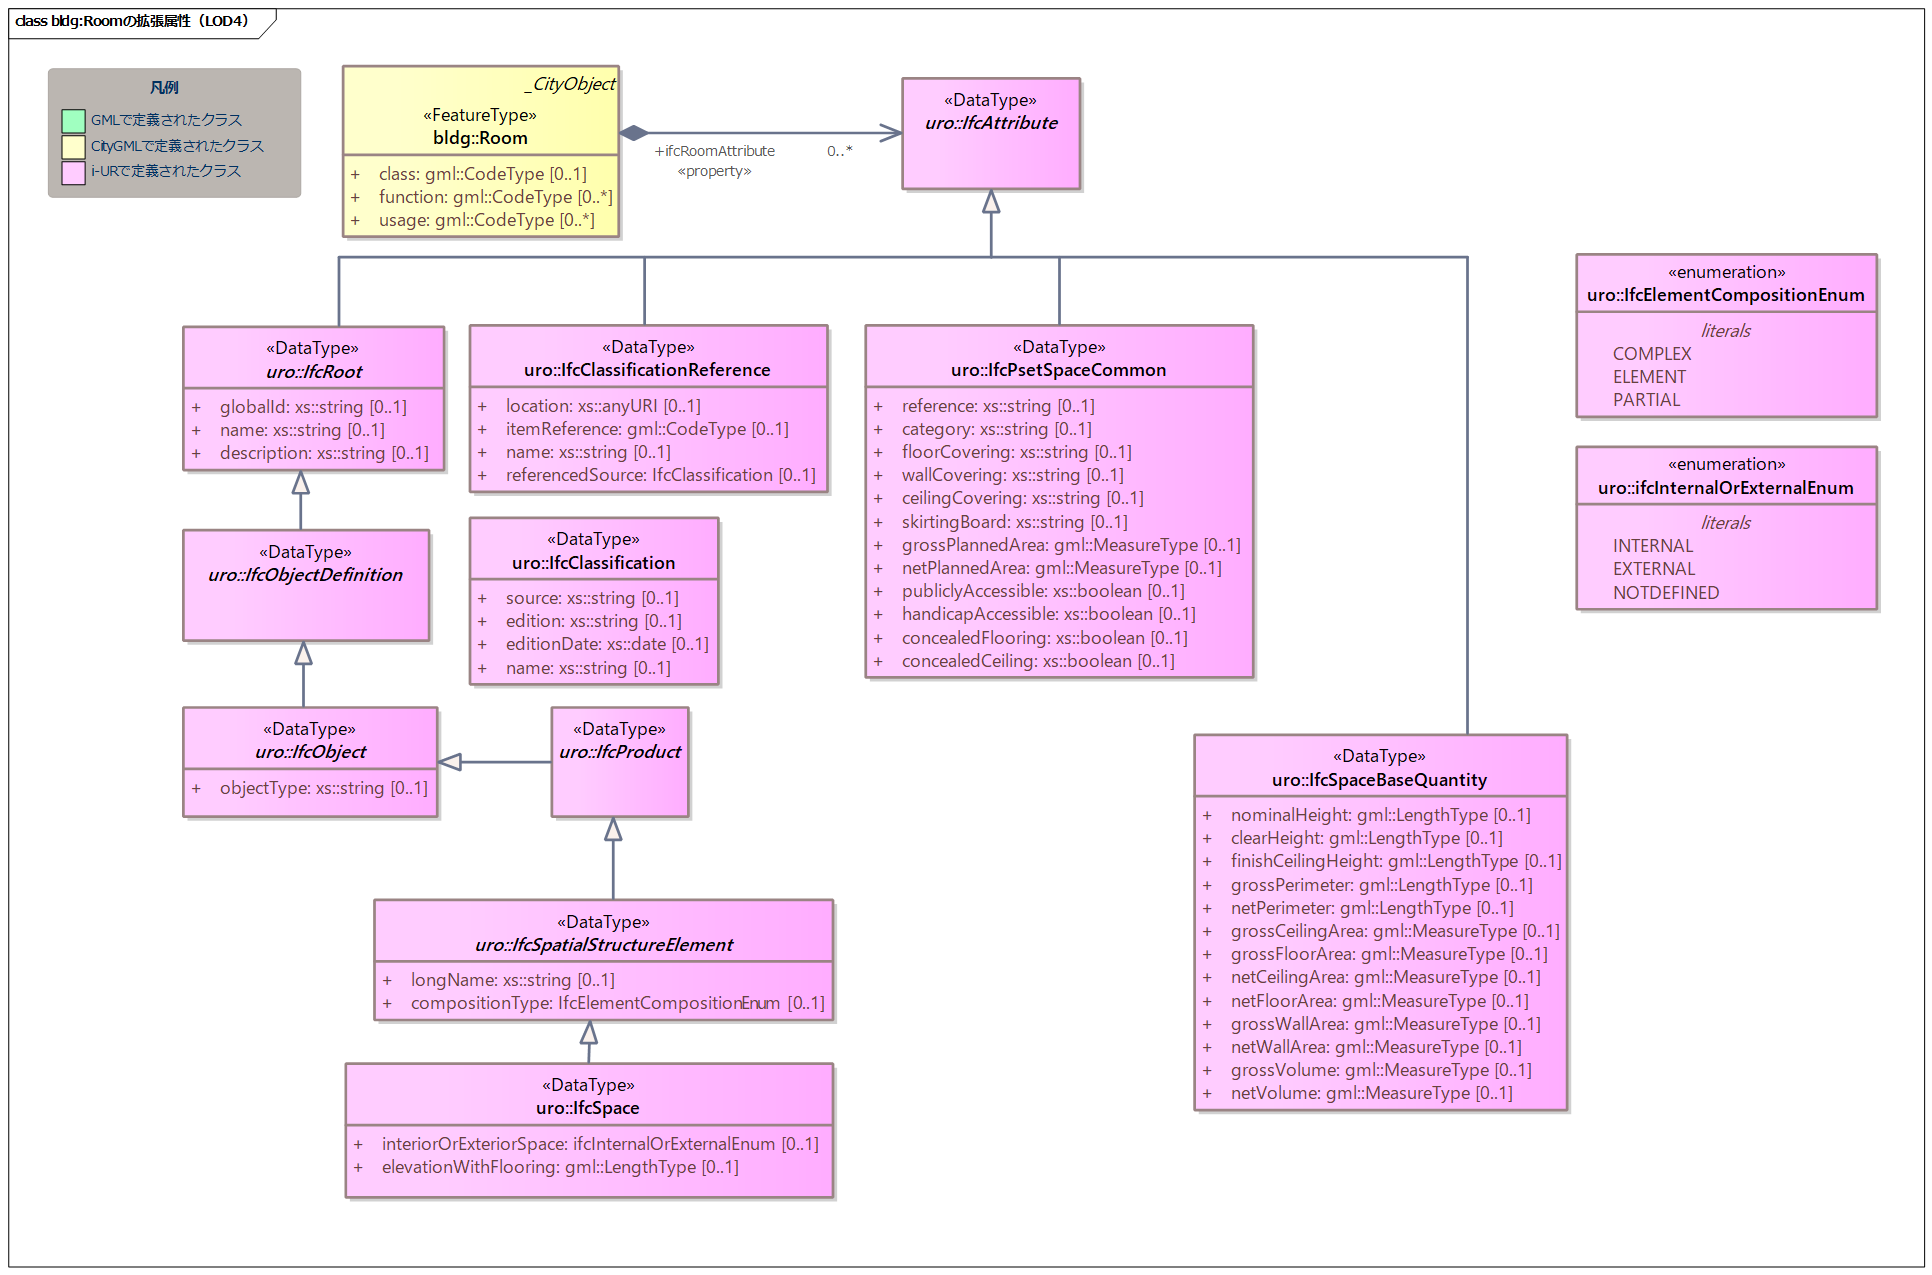 class bldg:Roomの拡張属性（LOD4）
凡例
GMLで定義されたクラス
CityGMLで定義されたクラス
i-URで定義されたクラス
_CityObject
«FeatureType»
bldg::Room
+ class: gml::CodeType [0..1]
+ function: gml::CodeType [0..*]
+ usage: gml::CodeType [0..*]
+ifcRoomAttribute
«property»
0..*
«DataType»
uro::IfcAttribute
«DataType»
uro::IfcRoot
+ globalId: xs::string [0..1]
+ name: xs::string [0..1]
+ description: xs::string [0..1]
«DataType»
uro::IfcClassificationReference
+ location: xs::anyURI [0..1]
+ itemReference: gml::CodeType [0..1]
+ name: xs::string [0..1]
+ referencedSource: IfcClassification [0..1]
«DataType»
uro::IfcPsetSpaceCommon
+ reference: xs::string [0..1]
+ category: xs::string [0..1]
+ floorCovering: xs::string [0..1]
+ wallCovering: xs::string [0..1]
+ ceilingCovering: xs::string [0..1]
+ skirtingBoard: xs::string [0..1]
+ grossPlannedArea: gml::MeasureType [0..1]
+ netPlannedArea: gml::MeasureType [0..1]
+ publiclyAccessible: xs::boolean [0..1]
+ handicapAccessible: xs::boolean [0..1]
+ concealedFlooring: xs::boolean [0..1]
+ concealedCeiling: xs::boolean [0..1]
«enumeration»
uro::IfcElementCompositionEnum
literals
COMPLEX
ELEMENT
PARTIAL
«enumeration»
uro::ifcInternalOrExternalEnum
literals
INTERNAL
EXTERNAL
NOTDEFINED
«DataType»
uro::IfcObjectDefinition
«DataType»
uro::IfcClassification
+ source: xs::string [0..1]
+ edition: xs::string [0..1]
+ editionDate: xs::date [0..1]
+ name: xs::string [0..1]
«DataType»
uro::IfcObject
+ objectType: xs::string [0..1]
«DataType»
uro::IfcProduct
«DataType»
uro::IfcSpaceBaseQuantity
+ nominalHeight: gml::LengthType [0..1]
+ clearHeight: gml::LengthType [0..1]
+ finishCeilingHeight: gml::LengthType [0..1]
+ grossPerimeter: gml::LengthType [0..1]
+ netPerimeter: gml::LengthType [0..1]
+ grossCeilingArea: gml::MeasureType [0..1]
+ grossFloorArea: gml::MeasureType [0..1]
+ netCeilingArea: gml::MeasureType [0..1]
+ netFloorArea: gml::MeasureType [0..1]
+ grossWallArea: gml::MeasureType [0..1]
+ netWallArea: gml::MeasureType [0..1]
+ grossVolume: gml::MeasureType [0..1]
+ netVolume: gml::MeasureType [0..1]
«DataType»
uro::IfcSpatialStructureElement
+ longName: xs::string [0..1]
+ compositionType: IfcElementCompositionEnum [0..1]
«DataType»
uro::IfcSpace
+ interiorOrExteriorSpace: ifcInternalOrExternalEnum [0..1]
+ elevationWithFlooring: gml::LengthType [0..1]